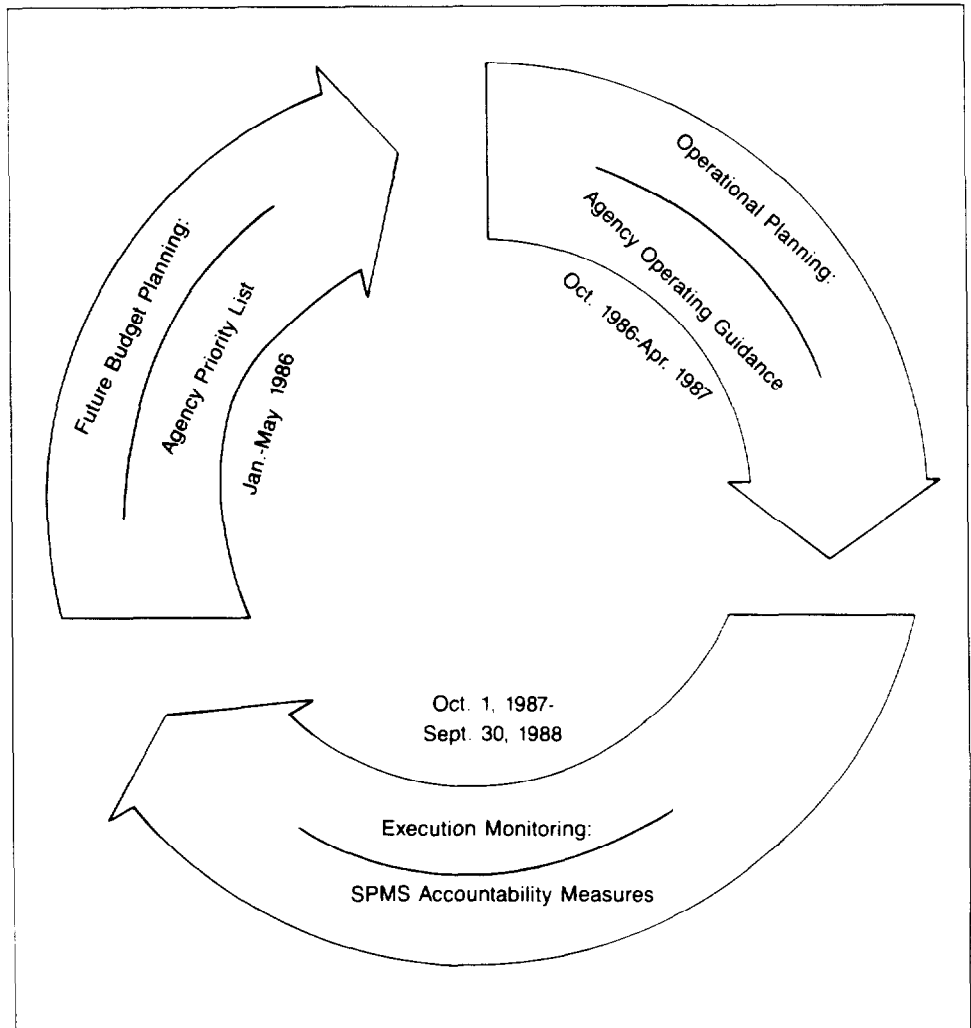 Future Budget Planning:
Agency Priority List
Jan.-May 1986
Operational Planning:
Agency Operating Guidance
Oct. 1986-Apr. 1987
Oct. 1, 1987-
Sept. 30, 1988
Execution Monitoring:
SPMS Accountability Measures